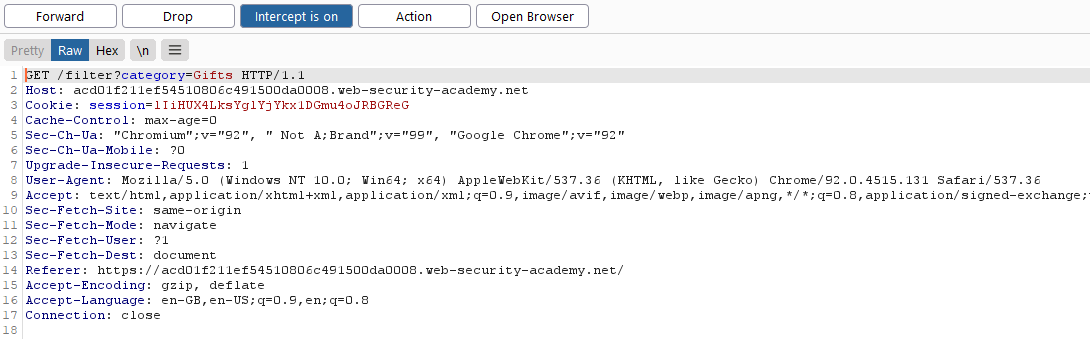 Forward Drop Intercept is on Action Open Browser
Pretty Raw Hex \n
1 GET /filter?category=Gifts HTTP/1.1
2 Host: acd01f211ef54510806c491500da0008.web-security-academy.net
3 Cookie: session=lIiHUX4LksYglYjYkx1DGmu4oJRBGReG
4 Cache-Control: max-age=0
5 Sec-Ch-Ua: "Chromium";v="92", " Not A;Brand";v="99", "Google Chrome";v="92"
6 Sec-Ch-Ua-Mobile: ?0
7 Upgrade-Insecure-Requests: 1
8 User-Agent: Mozilla/5.0 (Windows NT 10.0; Win64; x64) AppleWebKit/537.36 (KHTML, like Gecko) Chrome/92.0.4515.131 Safari/537.36
9 Accept: text/html,application/xhtml+xml,application/xml;q=0.9,image/avif,image/webp,image/apng,*/*;q=0.8,application/signed-exchange;
10 Sec-Fetch-Site: same-origin
11 Sec-Fetch-Mode: navigate
12 Sec-Fetch-User: ?1
13 Sec-Fetch-Dest: document
14 Referer: https://acd01f211ef54510806c491500da0008.web-security-academy.net/
15 Accept-Encoding: gzip, deflate
16 Accept-Language: en-GB,en-US;q=0.9,en;q=0.8
17 Connection: close
18